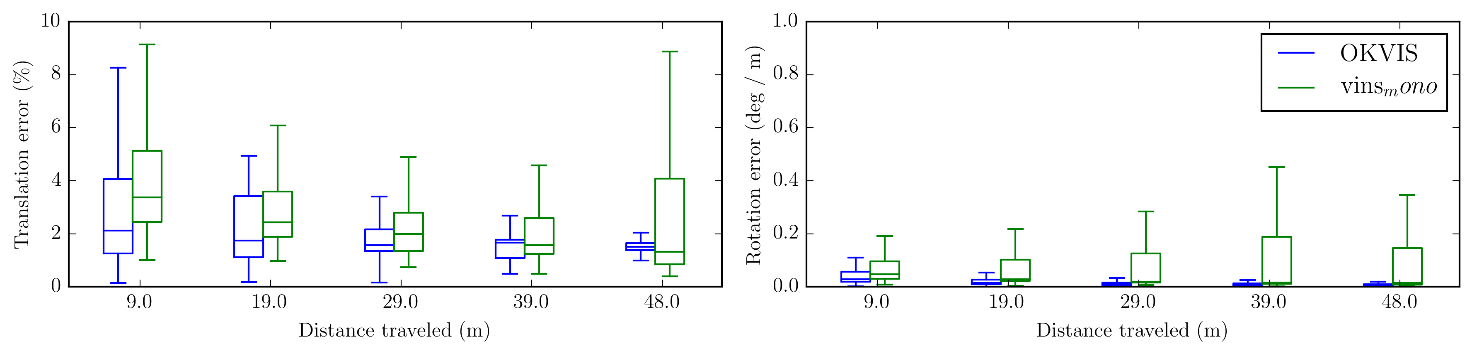 Translation error (%)
10
8
6
4
2
0
9.0 19.0 29.0 39.0 48.0
Distance traveled (m)
Rotation error (deg / m)
1.0
0.8
0.6
0.4
0.2
0.0
9.0 19.0 29.0 39.0 48.0
Distance traveled (m)
OKVIS
vinsₘono